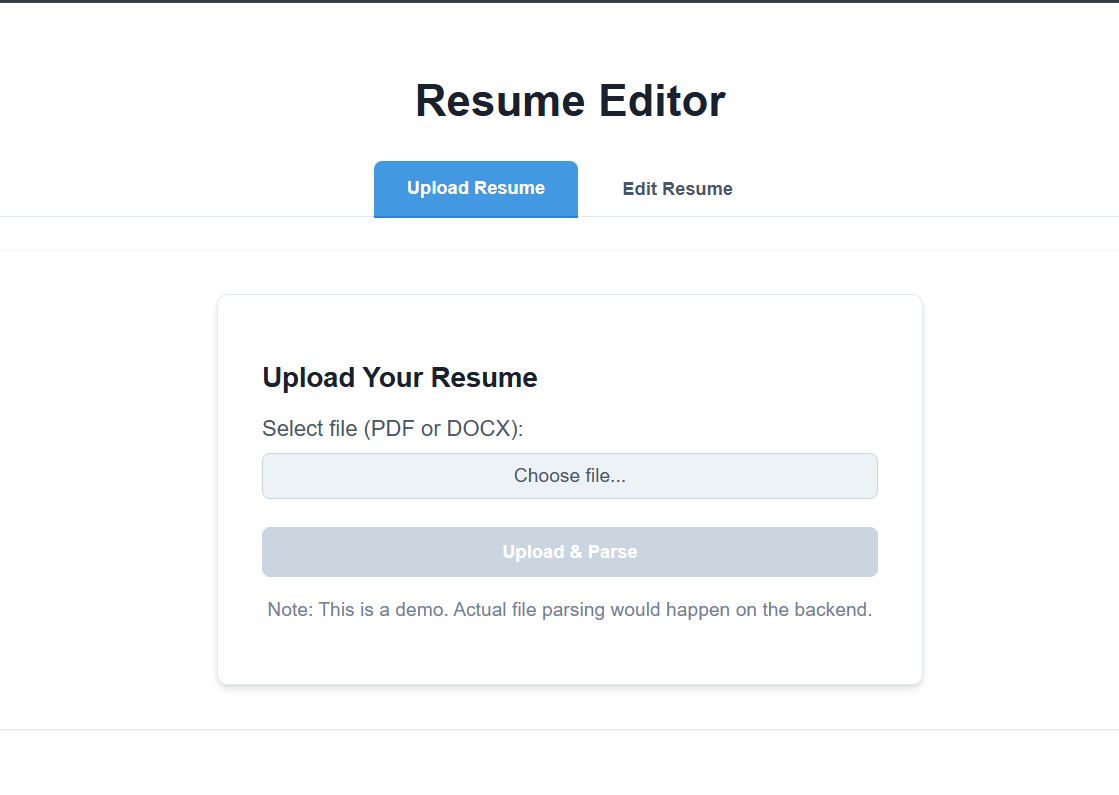 Resume Editor
Upload Resume
Edit Resume
Upload Your Resume
Select file (PDF or DOCX):
Choose file...
Upload & Parse
Note: This is a demo. Actual file parsing would happen on the backend.